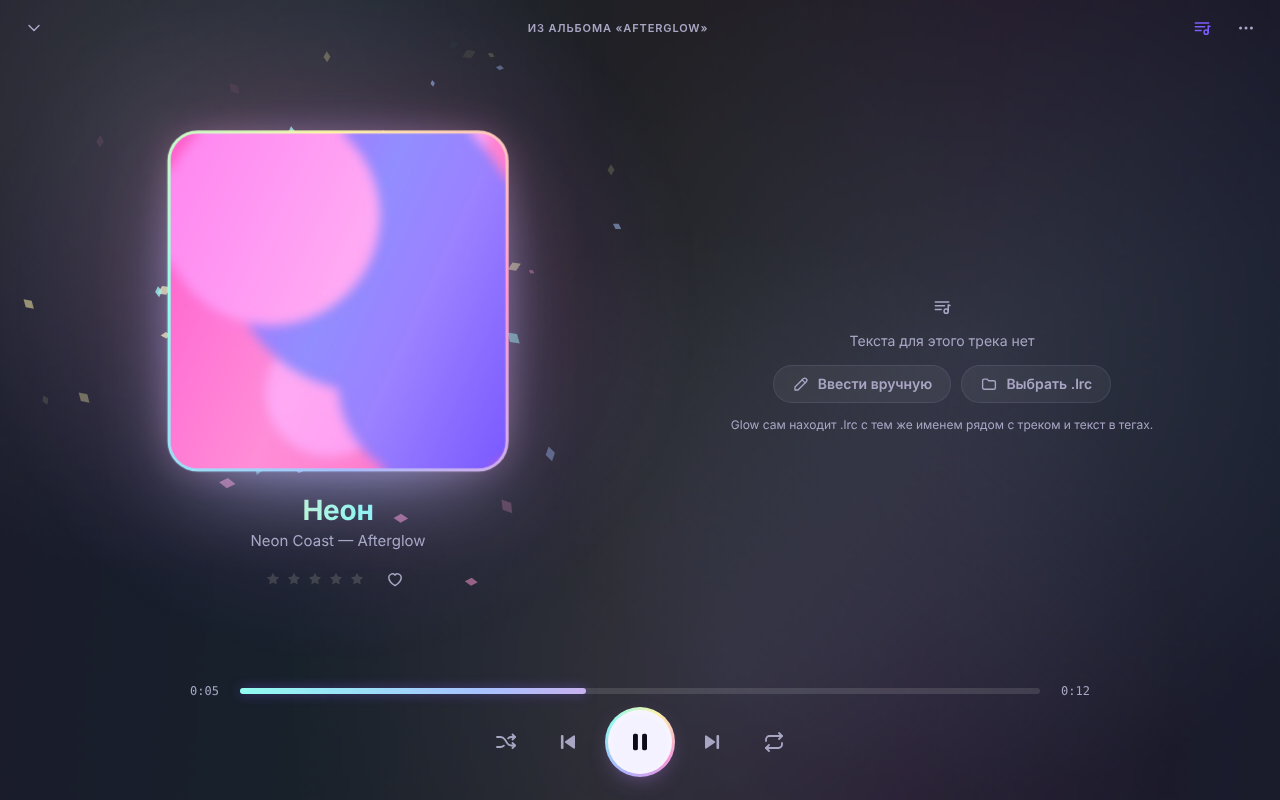 ИЗ АЛЬБОМА «AFTERGLOW»
Текста для этого трека нет
Ввести вручную
Выбрать .lrc
Glow сам находит .lrc с тем же именем рядом с треком и текст в тегах.
Неон
Neon Coast — Afterglow
0:05
0:12